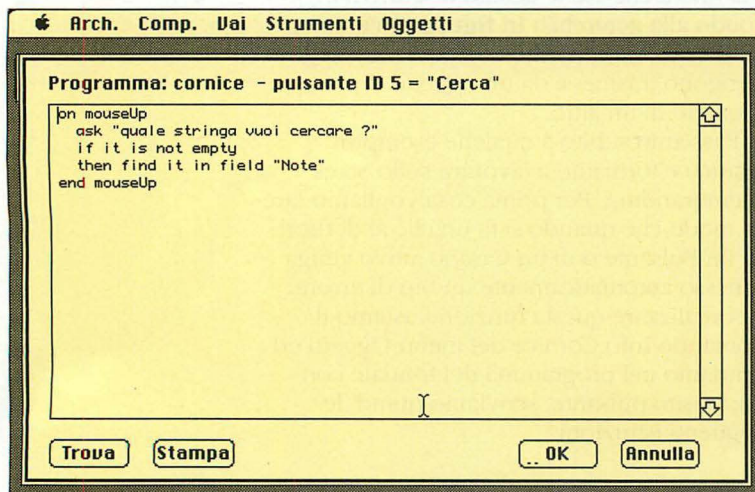 Arch. Comp. Vai Strumenti Oggetti
Programma: cornice - pulsante ID 5 = "Cerca"
on mouseUp
ask "quale stringa vuoi cercare ?"
if it is not empty
then find it in field "Note"
end mouseUp
Trova Stampa OK Annulla